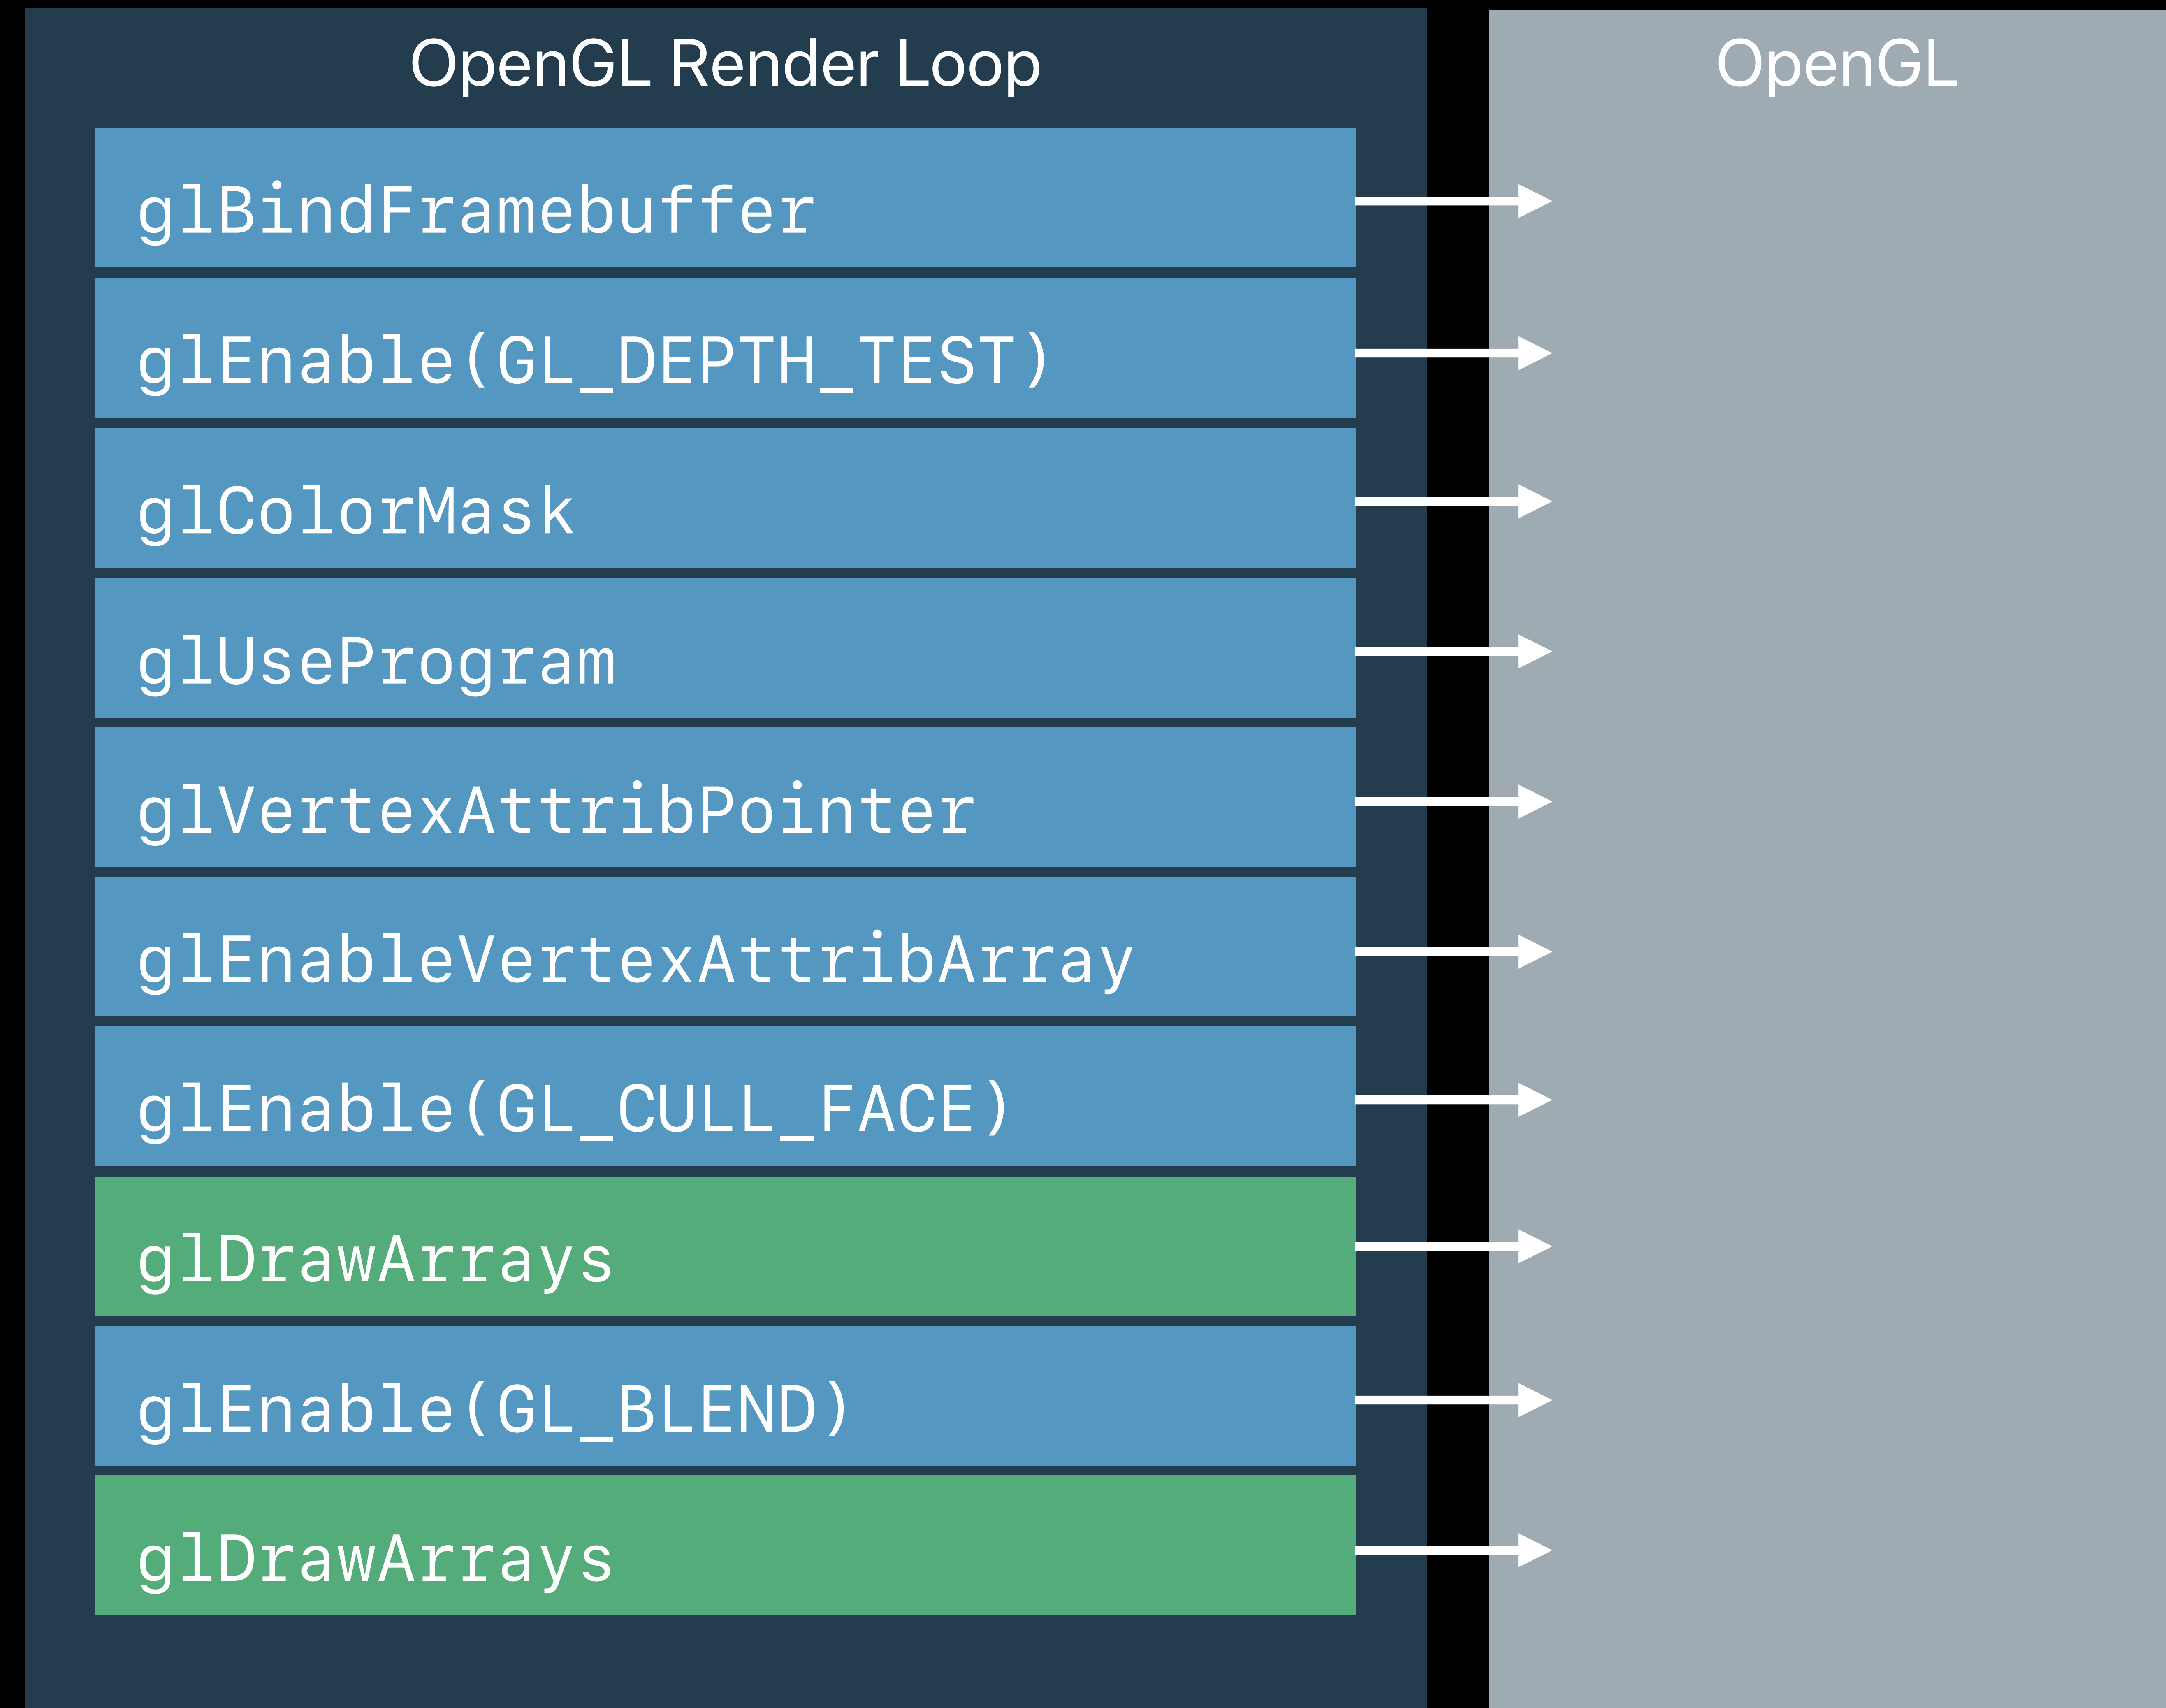 OpenGL Render Loop
OpenGL
glBindFramebuffer
glEnable(GL_DEPTH_TEST)
glColorMask
glUseProgram
glVertexAttribPointer
glEnableVertexAttribArray
glEnable(GL_CULL_FACE)
glDrawArrays
glEnable(GL_BLEND)
glDrawArrays